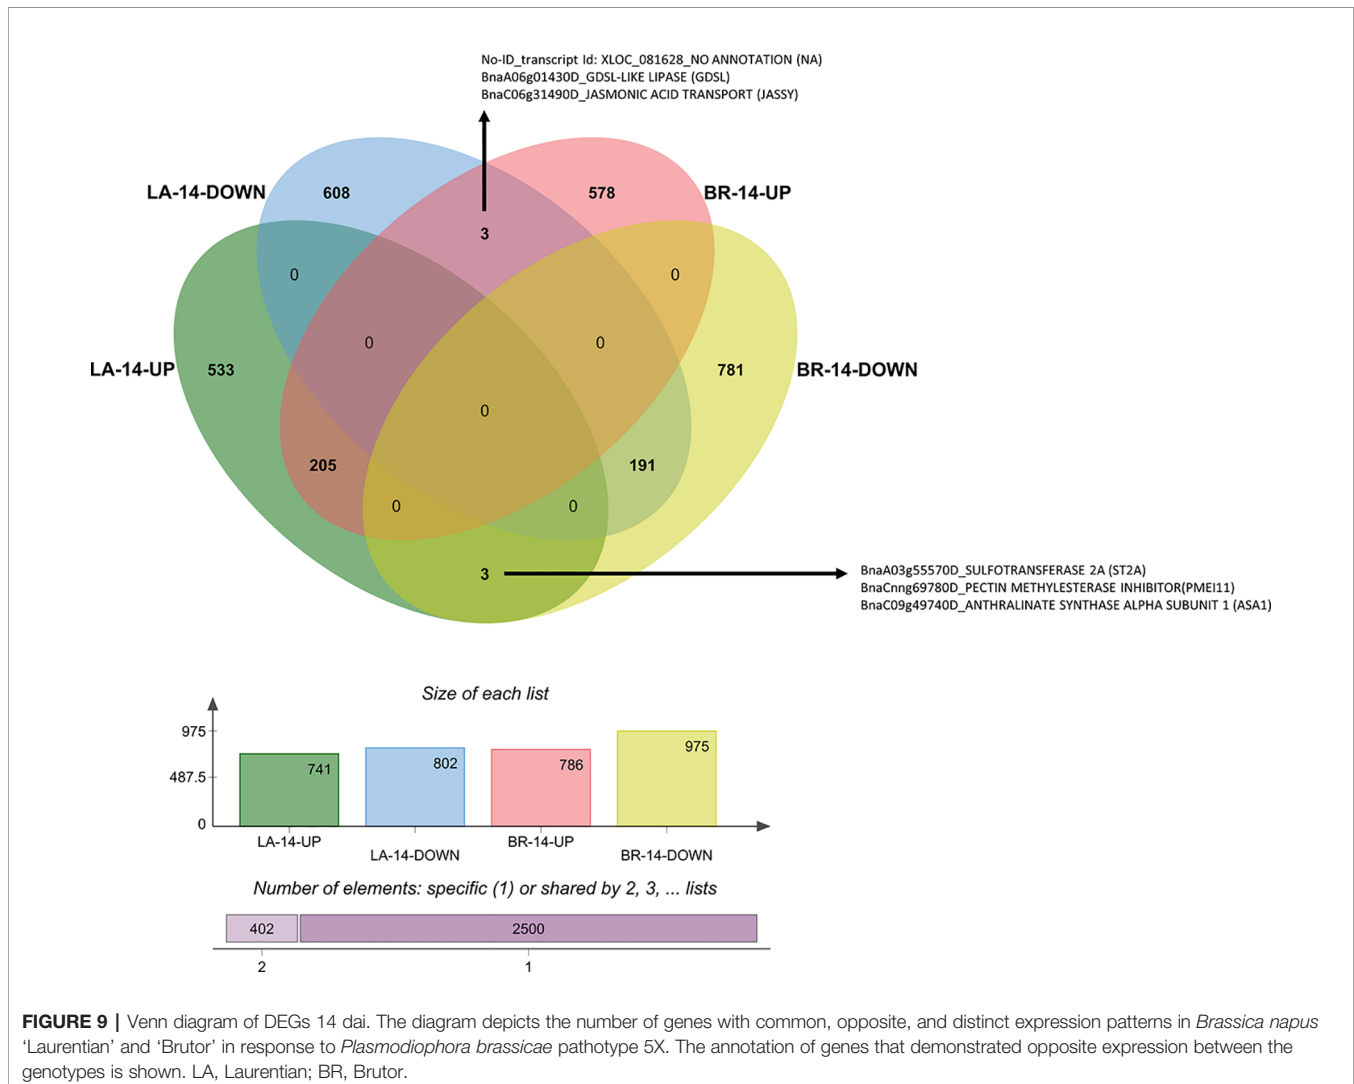 No-ID_transcript Id: XLOC_081628_NO ANNOTATION (NA)
BnaA06g01430D_GDSL-LIKE LIPASE (GDSL)
BnaC06g31490D_JASMONIC ACID TRANSPORT (JASSY)
LA-14-DOWN
608
578
BR-14-UP
3
0
0
0
0
LA-14-UP
533
781
BR-14-DOWN
0
205
191
0
0
3
BnaA03g55570D_SULFOTRANSFERASE 2A (ST2A)
BnaCnng69780D_PECTIN METHYLESTERASE INHIBITOR(PMEI11)
BnaC09g49740D_ANTHRALINATE SYNTHASE ALPHA SUBUNIT 1 (ASA1)
Size of each list
975
487.5
0
741
802
786
975
LA-14-UP
LA-14-DOWN
BR-14-UP
BR-14-DOWN
Number of elements: specific (1) or shared by 2, 3, ... lists
402
2500
2
1
FIGURE 9 | Venn diagram of DEGs 14 dai. The diagram depicts the number of genes with common, opposite, and distinct expression patterns in Brassica napus
‘Laurentian’ and ‘Brutor’ in response to Plasmodiophora brassicae pathotype 5X. The annotation of genes that demonstrated opposite expression between the
genotypes is shown. LA, Laurentian; BR, Brutor.